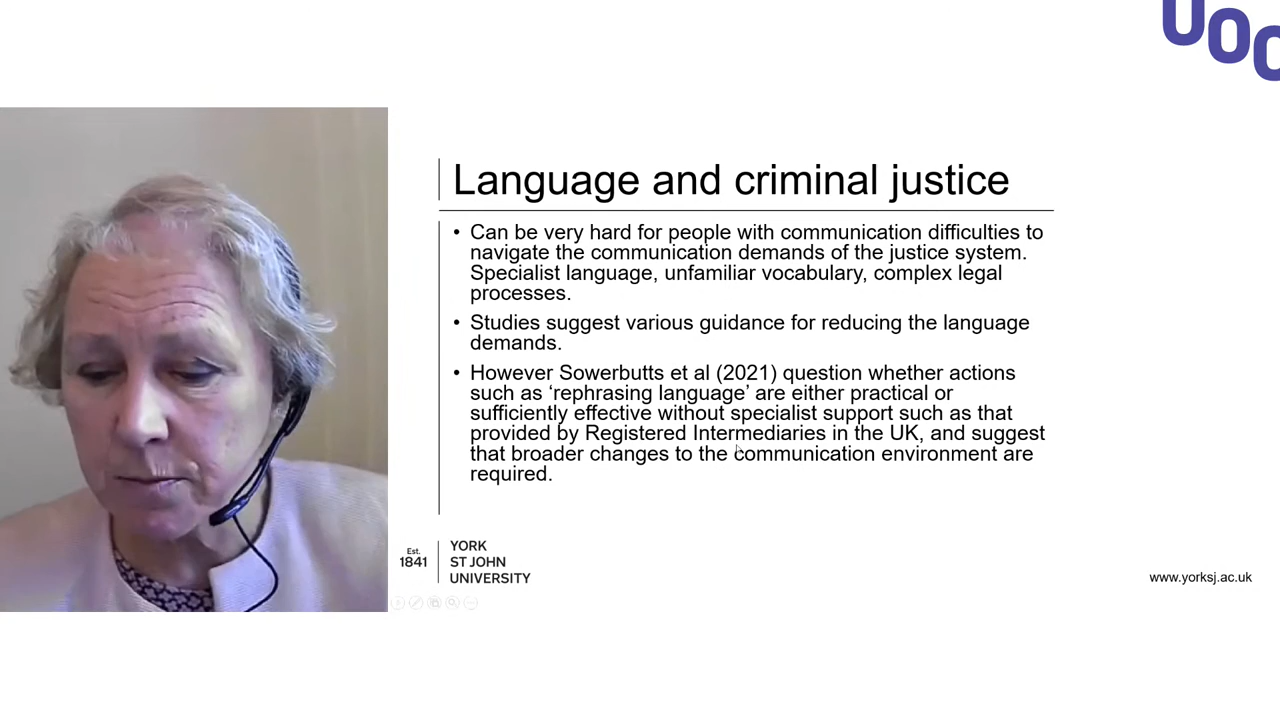 UOC
Language and criminal justice
• Can be very hard for people with communication difficulties to
navigate the communication demands of the justice system.
Specialist language, unfamiliar vocabulary, complex legal
processes.
• Studies suggest various guidance for reducing the language
demands.
• However Sowerbutts et al (2021) question whether actions
such as ‘rephrasing language’ are either practical or
sufficiently effective without specialist support such as that
provided by Registered Intermediaries in the UK, and suggest
that broader changes to the communication environment are
required.
Est.
1841
YORK
ST JOHN
UNIVERSITY
www.yorksj.ac.uk